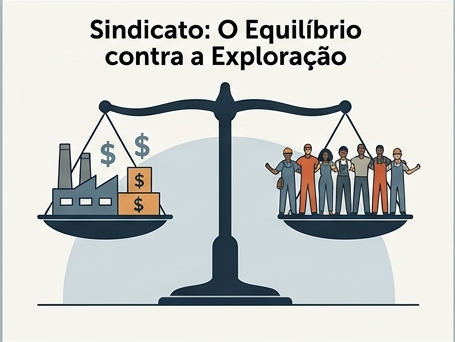 Sindicato: O Equilíbrio
contra a Exploração
$ $
$
$